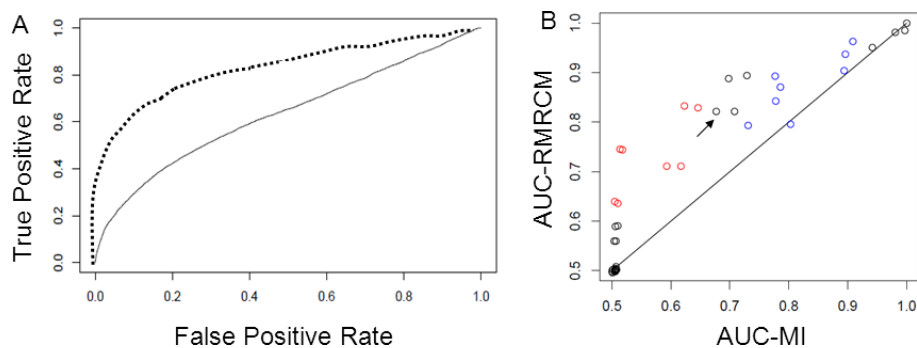 A
True Positive Rate
1.0
0.8
0.6
0.4
0.2
0.0
0.0 0.2 0.4 0.6 0.8 1.0
False Positive Rate
B
AUC-RMRCM
1.0
0.9
0.8
0.7
0.6
0.5
0.5 0.6 0.7 0.8 0.9 1.0
AUC-MI